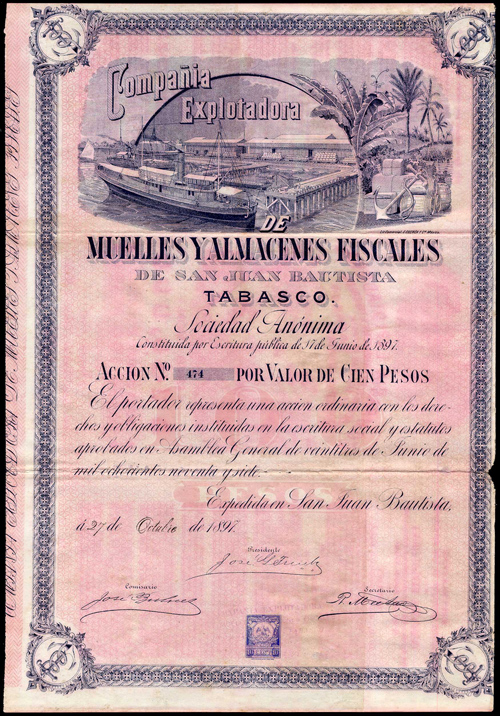 Compañia
Explotadora
DE
MUELLES Y ALMACENES FISCALES
DE SAN JUAN BAUTISTA
TABASCO.
Sociedad Anónima
Constituida por Escritura pública de 17 de Junio de 1897.
ACCION Nº 474 POR VALOR DE CIEN PESOS
El portador representa una accion ordinaria con los dere-
chos y obligaciones instituidas en la escritura social y estatutos
aprobados en Asamblea General de veintitres de Junio de
mil ochocientos noventa y siete.
Expedida en San Juan Bautista,
á 27 de Octubre de 1897.
Presidente
José
Comisario
José
Secretario